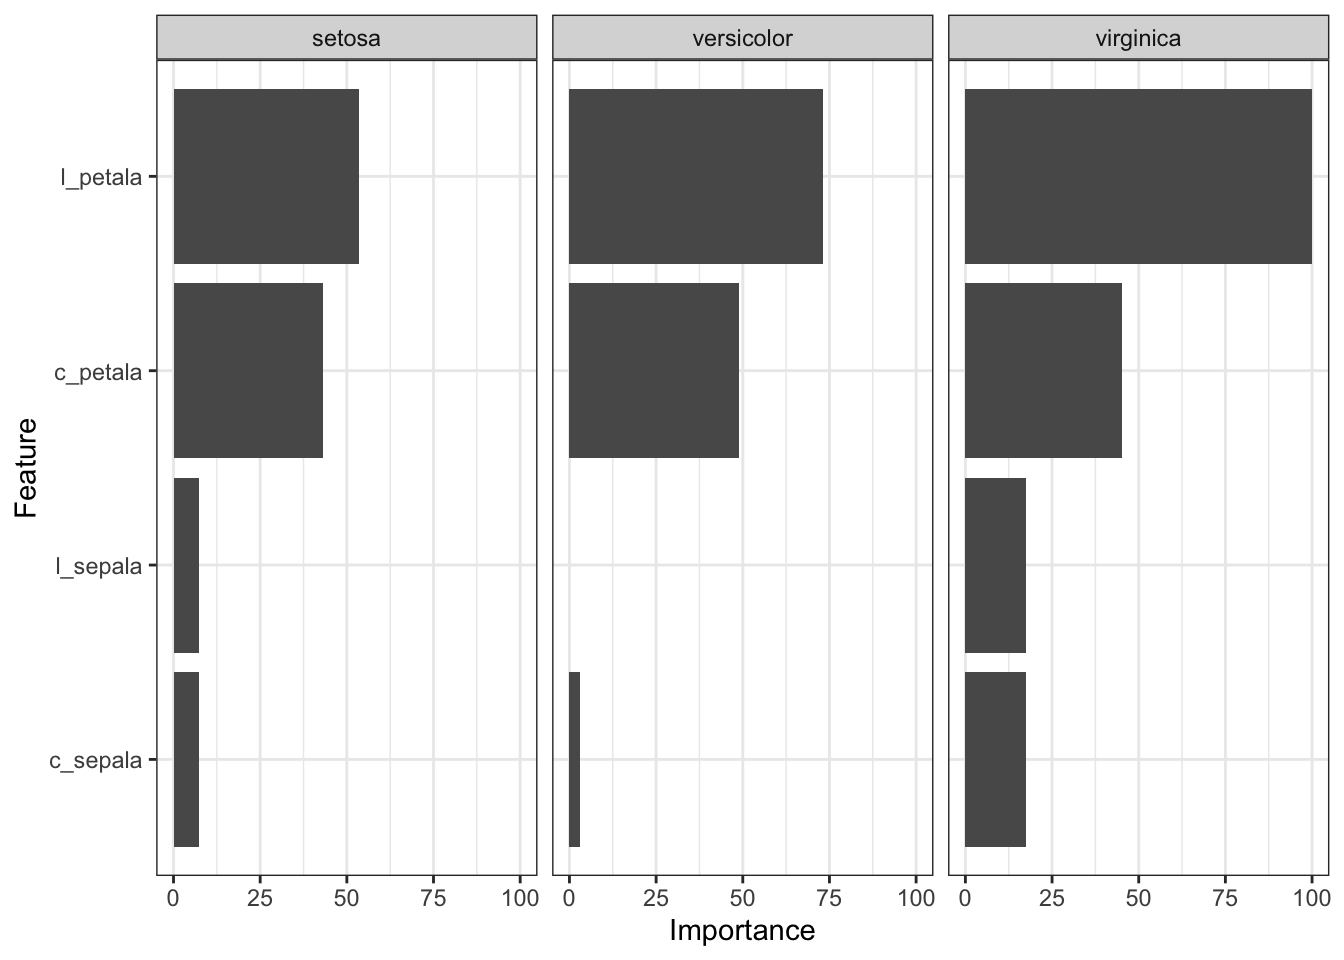 setosa versicolor virginica
l_petala
c_petala
l_sepala
c_sepala
Feature
0 25 50 75 100 0 25 50 75 100 0 25 50 75 100
Importance